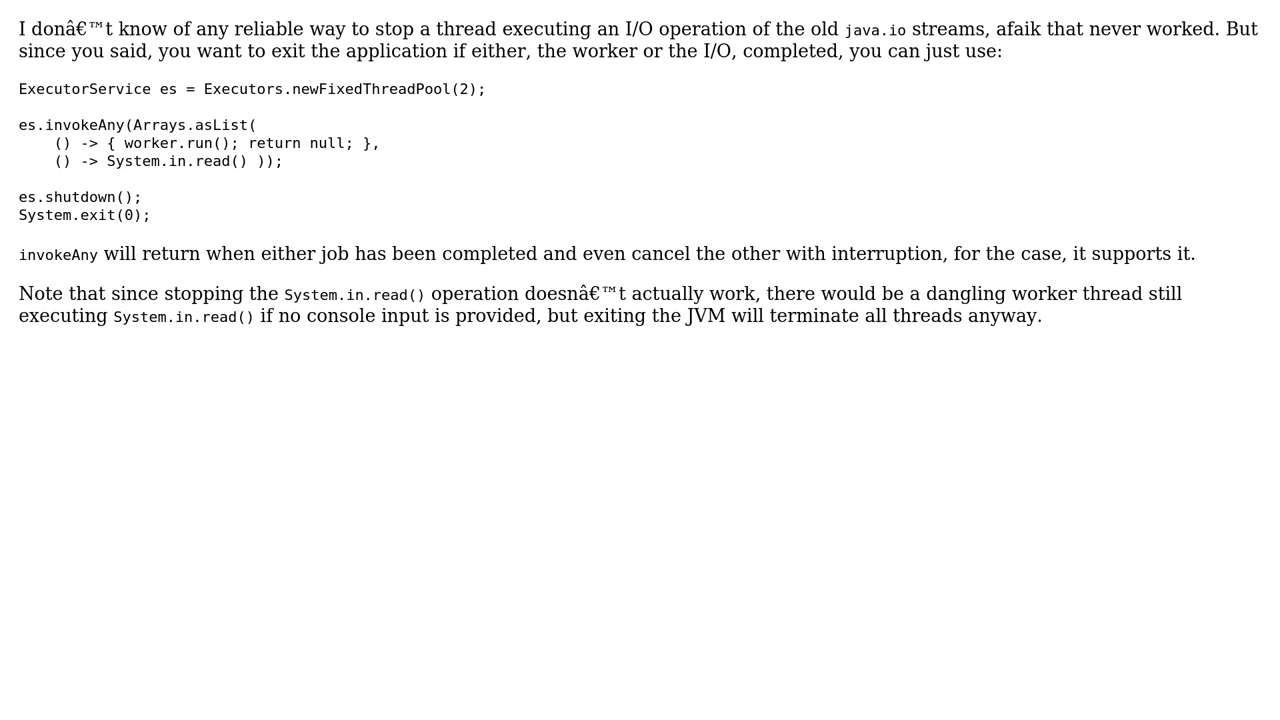 I donâ€™t know of any reliable way to stop a thread executing an I/O operation of the old java.io streams, afaik that never worked. But
since you said, you want to exit the application if either, the worker or the I/O, completed, you can just use:
ExecutorService es = Executors.newFixedThreadPool(2);
es.invokeAny(Arrays.asList(
    () -> { worker.run(); return null; },
    () -> System.in.read() ));
es.shutdown();
System.exit(0);
invokeAny will return when either job has been completed and even cancel the other with interruption, for the case, it supports it.
Note that since stopping the System.in.read() operation doesnâ€™t actually work, there would be a dangling worker thread still
executing System.in.read() if no console input is provided, but exiting the JVM will terminate all threads anyway.